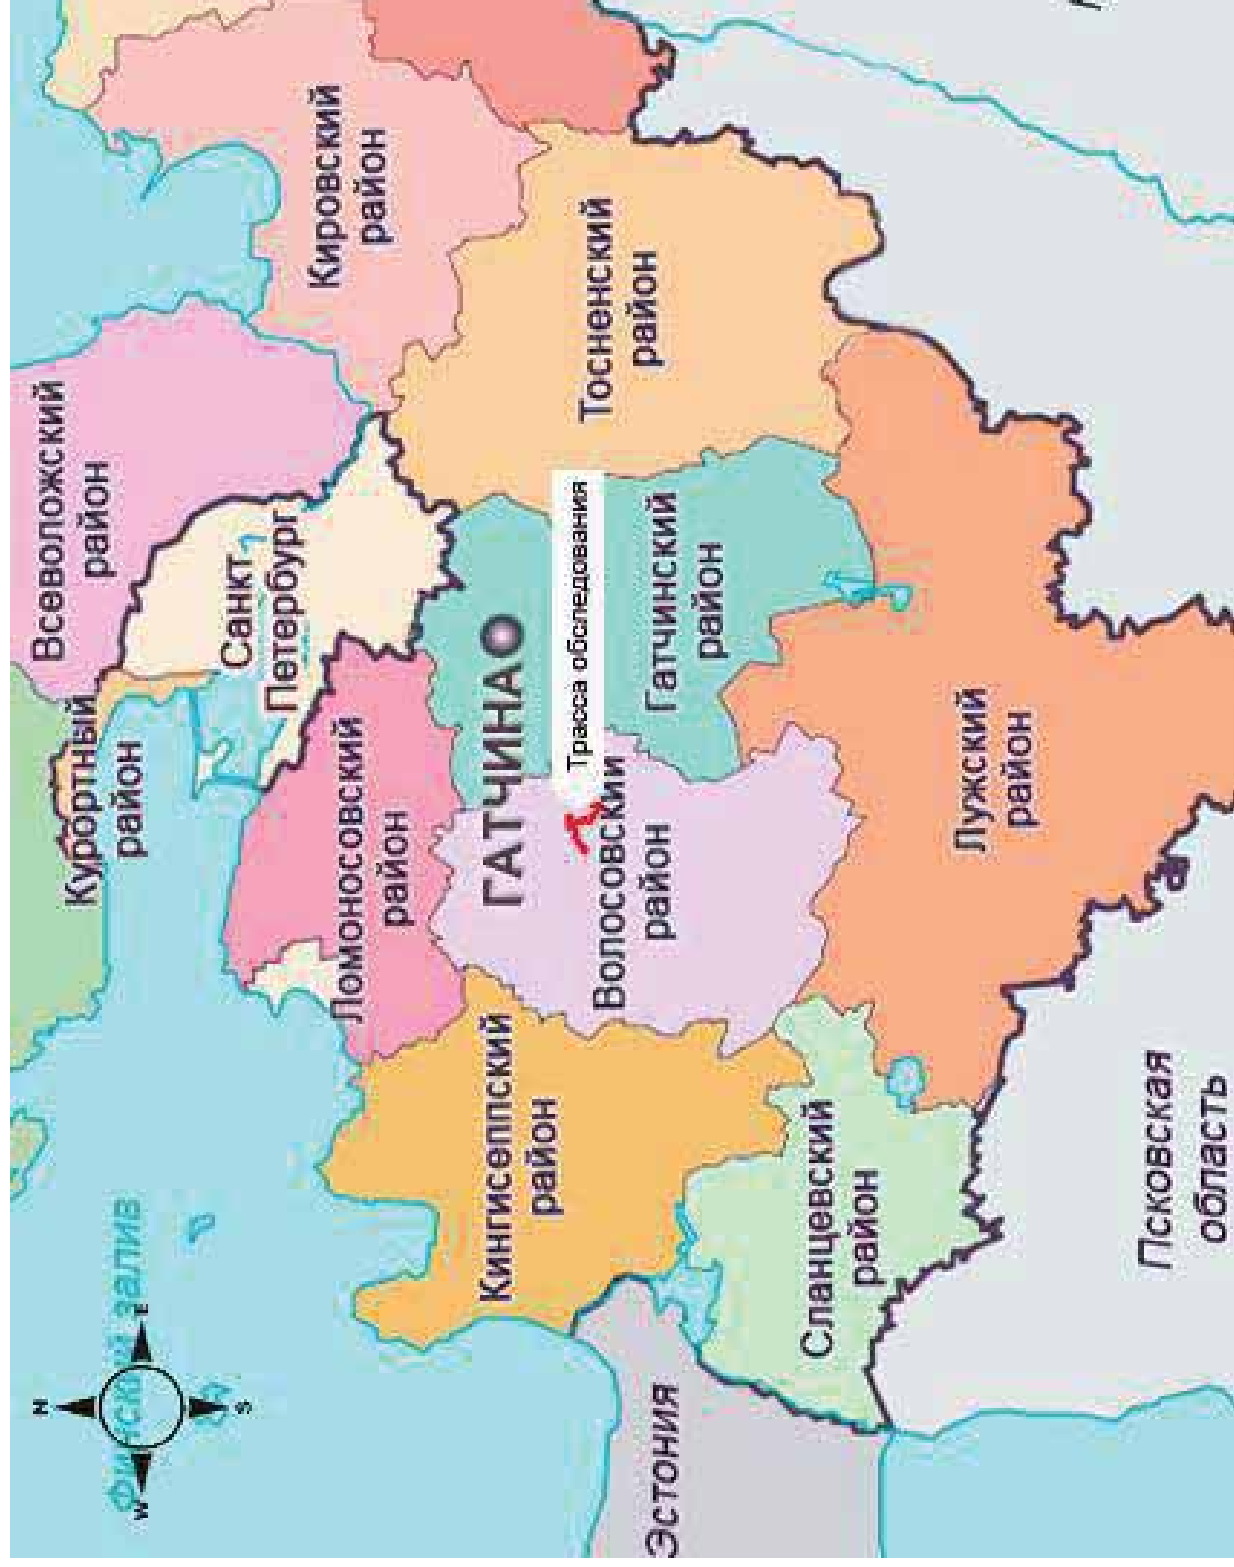 Кировский
район
Всеволожский
район
Тосненский
район
Санкт
Петербург
Курортный
район
Трасса обследования
Гатчинский
район
ГАТЧИНА
Ломоносовский
район
Волосовский
район
Лужский
район
Кингисеппский
район
Сланцевский
район
Псковская
область
Финский залив
N
W
E
S
Эстония